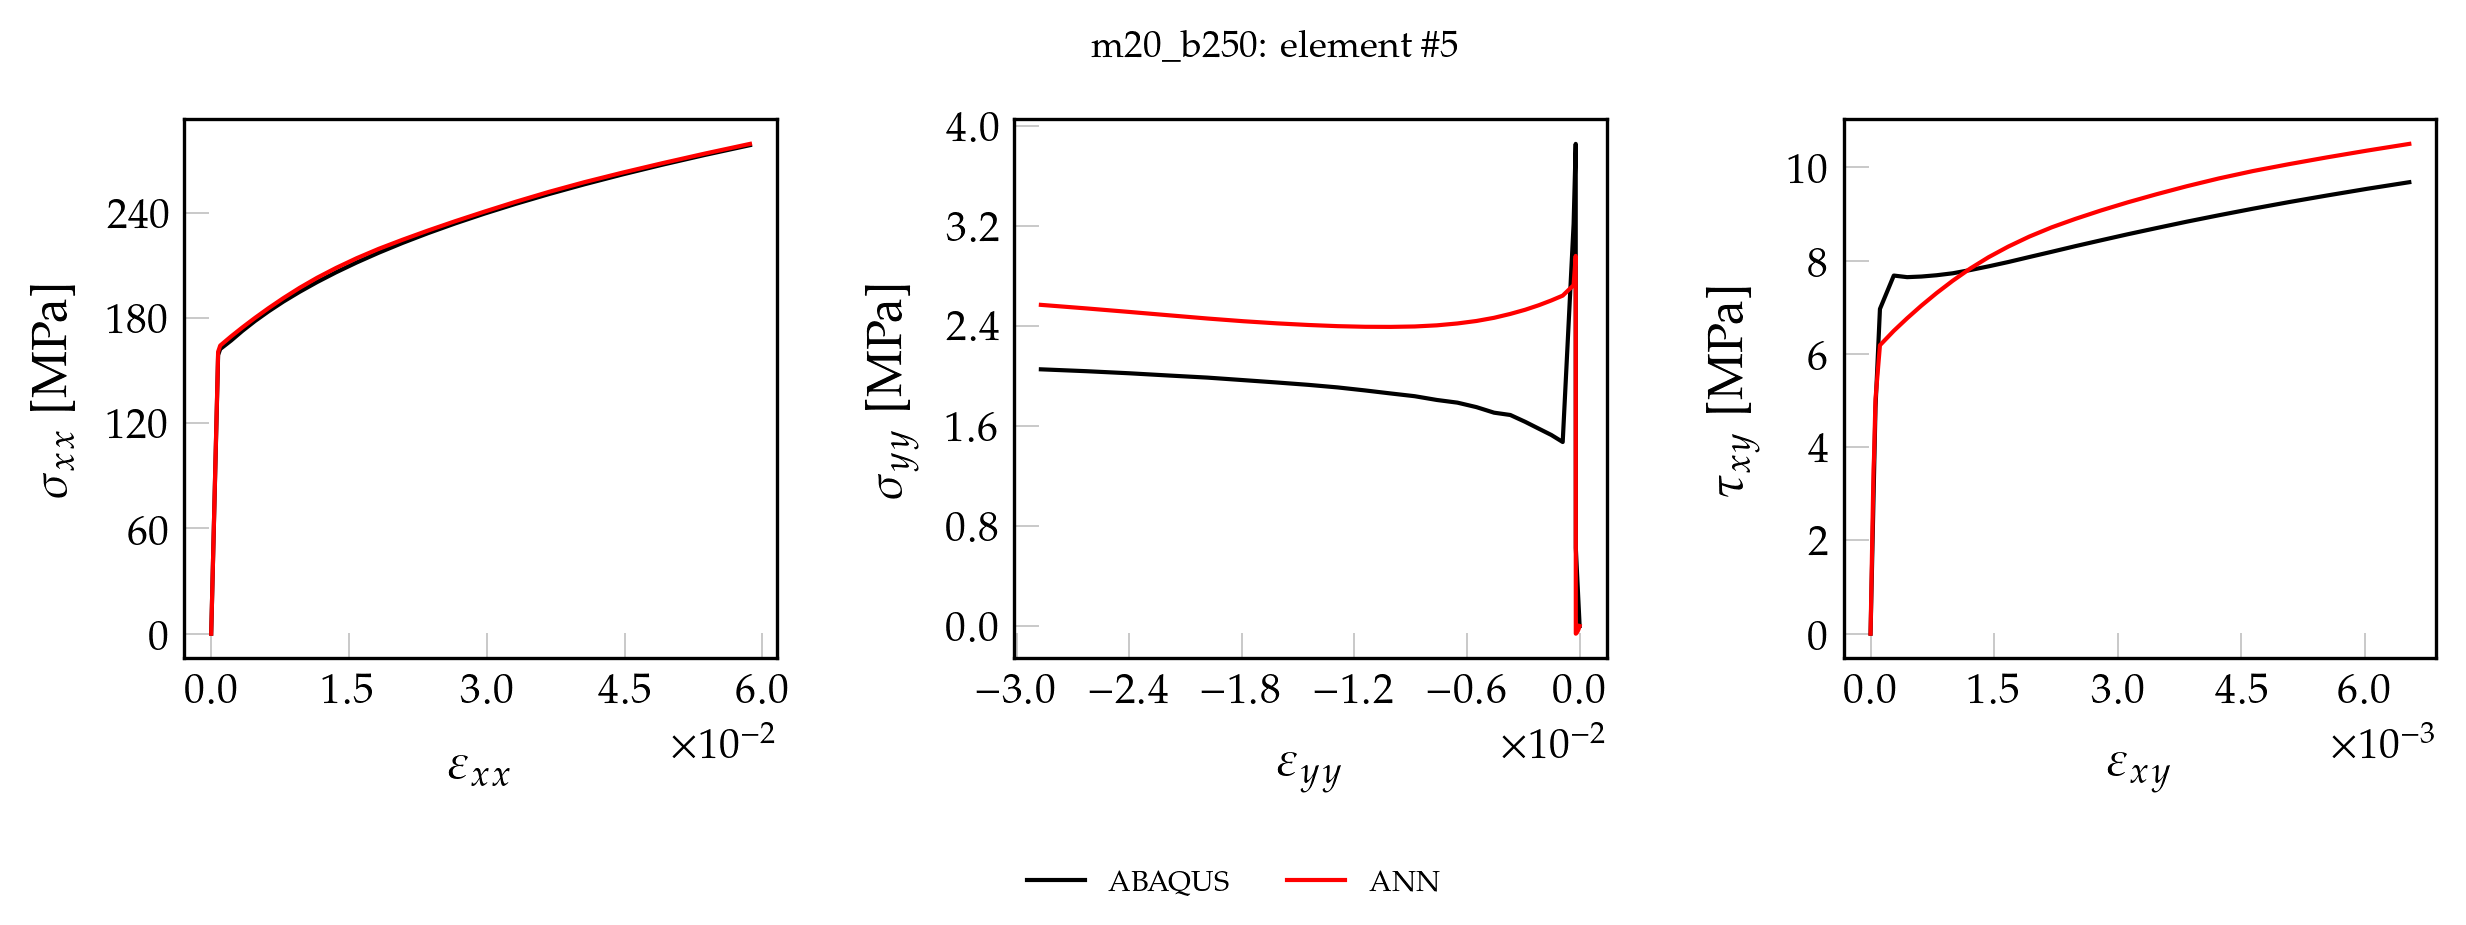 m20_b250: element #5
σxx [MPa]
240
180
120
60
0
0.0 1.5 3.0 4.5 6.0
×10−2
εxx
σyy [MPa]
4.0
3.2
2.4
1.6
0.8
0.0
−3.0 −2.4 −1.8 −1.2 −0.6 0.0
×10−2
εyy
τxy [MPa]
10
8
6
4
2
0
0.0 1.5 3.0 4.5 6.0
×10−3
εxy
ABAQUS ANN